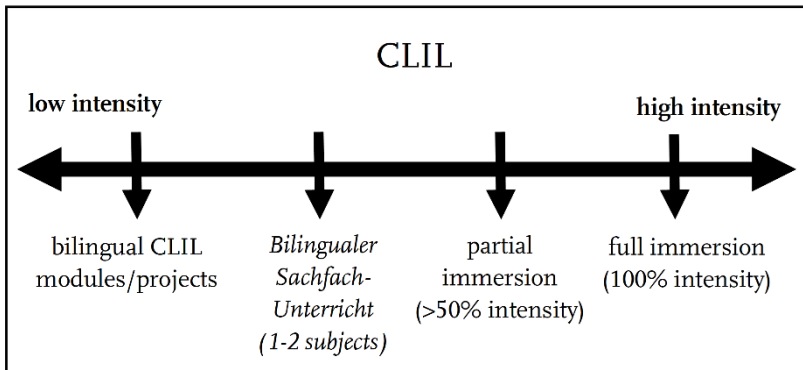 CLIL
low intensity
high intensity
bilingual CLIL
modules/projects
Bilingualer
Sachfach-
Unterricht
(1-2 subjects)
partial
immersion
(>50% intensity)
full immersion
(100% intensity)